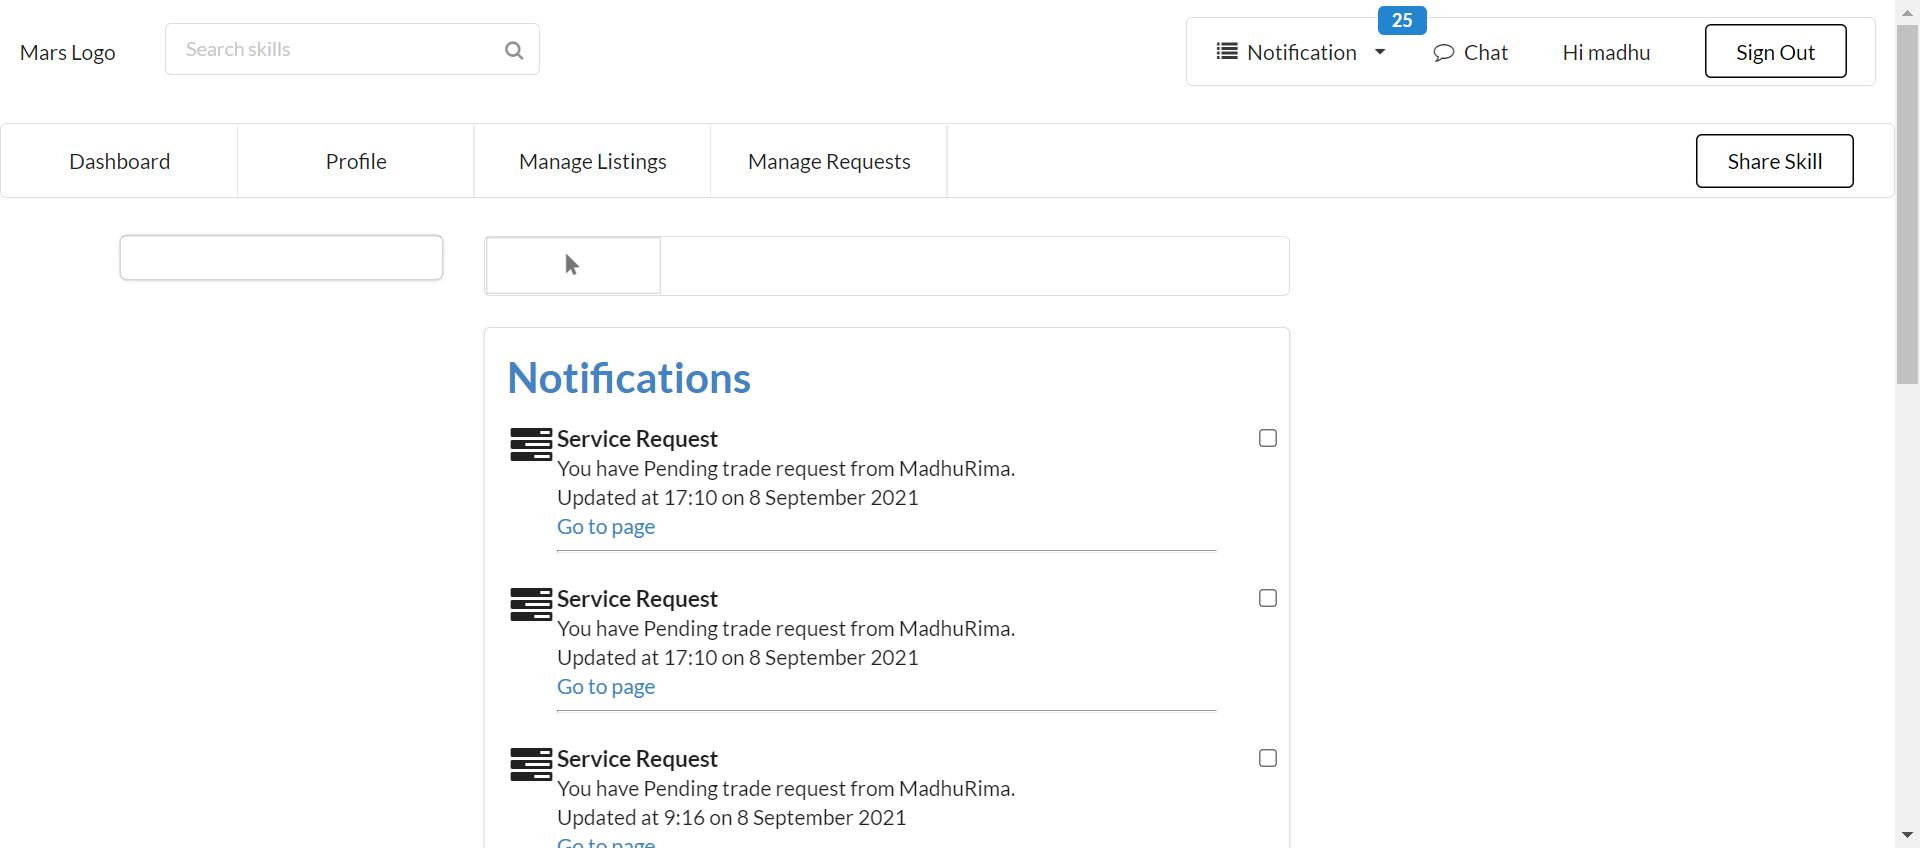 Mars Logo
Search skills
25
Notification
Chat
Hi madhu
Sign Out
Dashboard
Profile
Manage Listings
Manage Requests
Share Skill
Notifications
Service Request
You have Pending trade request from MadhuRima.
Updated at 17:10 on 8 September 2021
Go to page
Service Request
You have Pending trade request from MadhuRima.
Updated at 17:10 on 8 September 2021
Go to page
Service Request
You have Pending trade request from MadhuRima.
Updated at 9:16 on 8 September 2021
Go to page